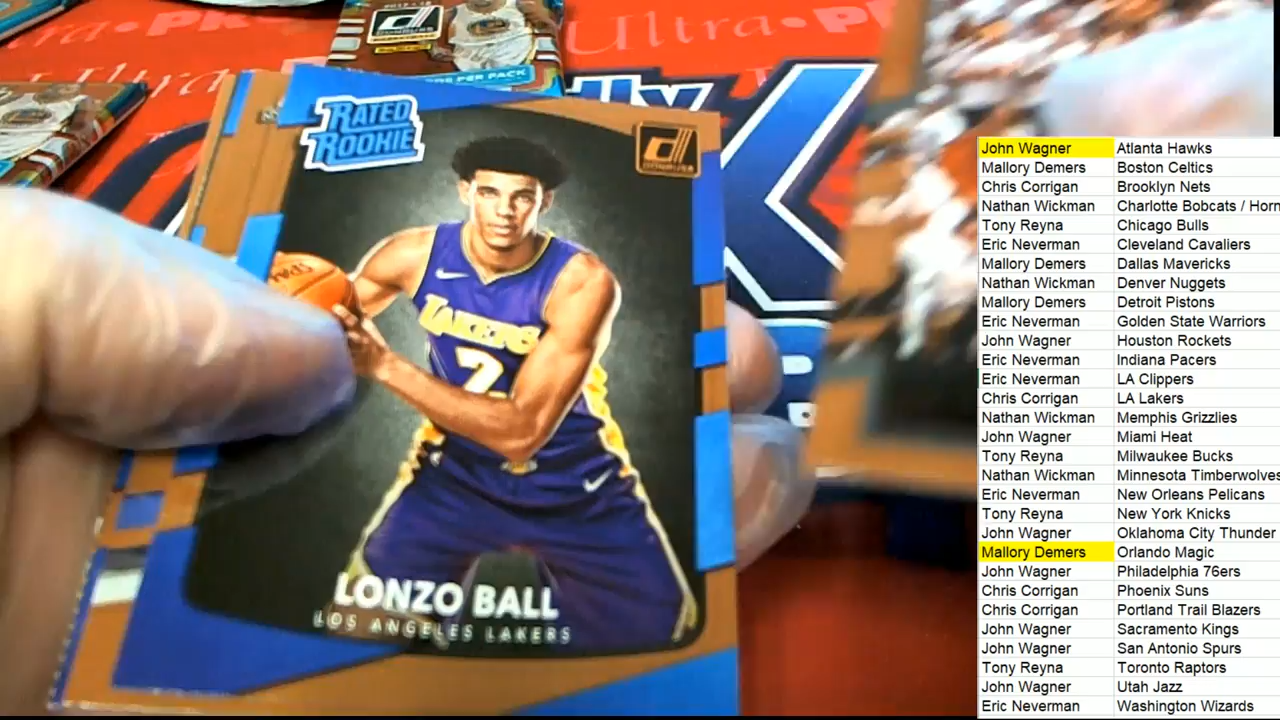 Ultra•PR
DONRUSS
DS PER PACK
RATED
ROOKIE
DONRUSS
LAKERS
2
LONZO BALL
LOS ANGELES LAKERS
John Wagner Atlanta Hawks
Mallory Demers Boston Celtics
Chris Corrigan Brooklyn Nets
Nathan Wickman Charlotte Bobcats / Horn
Tony Reyna Chicago Bulls
Eric Neverman Cleveland Cavaliers
Mallory Demers Dallas Mavericks
Nathan Wickman Denver Nuggets
Mallory Demers Detroit Pistons
Eric Neverman Golden State Warriors
John Wagner Houston Rockets
Eric Neverman Indiana Pacers
Eric Neverman LA Clippers
Chris Corrigan LA Lakers
Nathan Wickman Memphis Grizzlies
John Wagner Miami Heat
Tony Reyna Milwaukee Bucks
Nathan Wickman Minnesota Timberwolves
Eric Neverman New Orleans Pelicans
Tony Reyna New York Knicks
John Wagner Oklahoma City Thunder
Mallory Demers Orlando Magic
John Wagner Philadelphia 76ers
Chris Corrigan Phoenix Suns
Chris Corrigan Portland Trail Blazers
John Wagner Sacramento Kings
John Wagner San Antonio Spurs
Tony Reyna Toronto Raptors
John Wagner Utah Jazz
Eric Neverman Washington Wizards